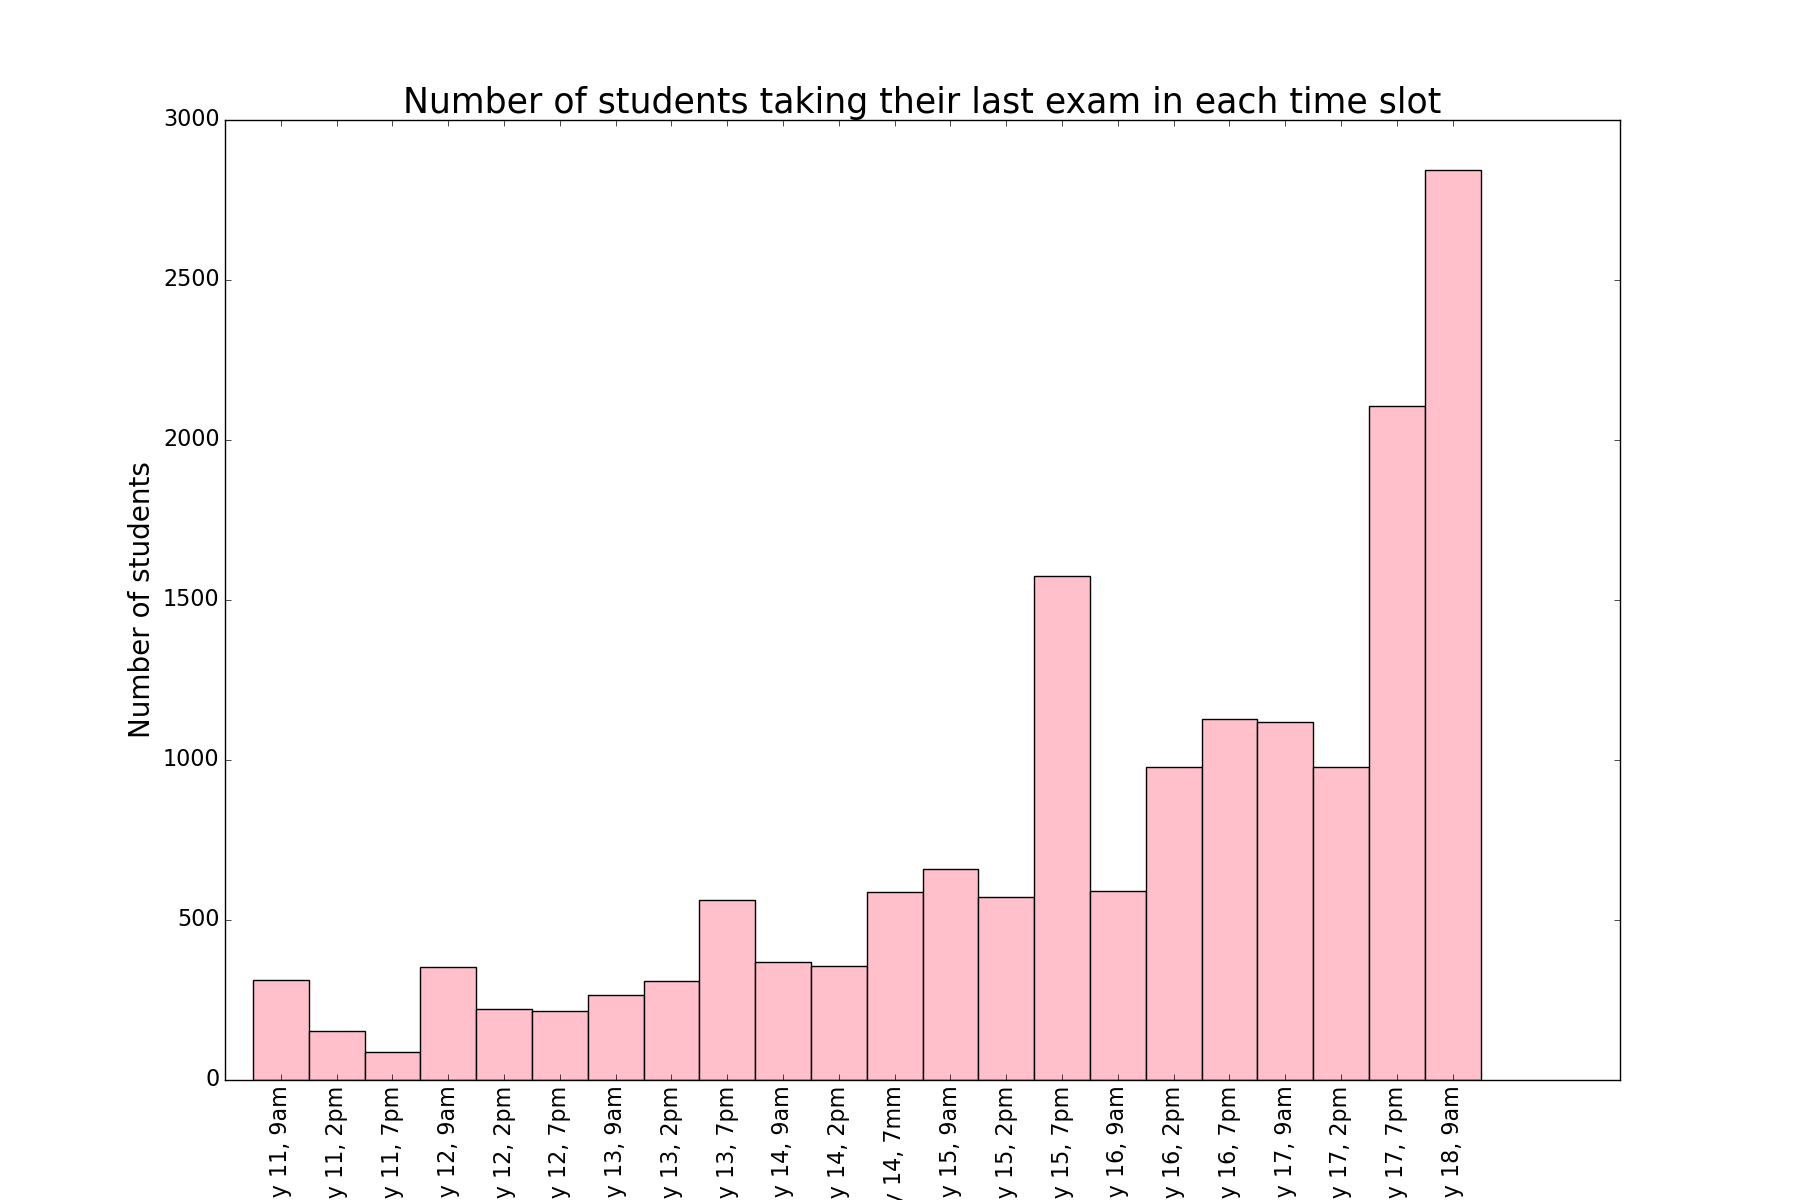 Number of students taking their last exam in each time slot
Number of students
3000
2500
2000
1500
1000
500
0
y 11, 9am
y 11, 2pm
y 11, 7pm
y 12, 9am
y 12, 2pm
y 12, 7pm
y 13, 9am
y 13, 2pm
y 13, 7pm
y 14, 9am
y 14, 2pm
y 14, 7mm
y 15, 9am
y 15, 2pm
y 15, 7pm
y 16, 9am
y 16, 2pm
y 16, 7pm
y 17, 9am
y 17, 2pm
y 17, 7pm
y 18, 9am